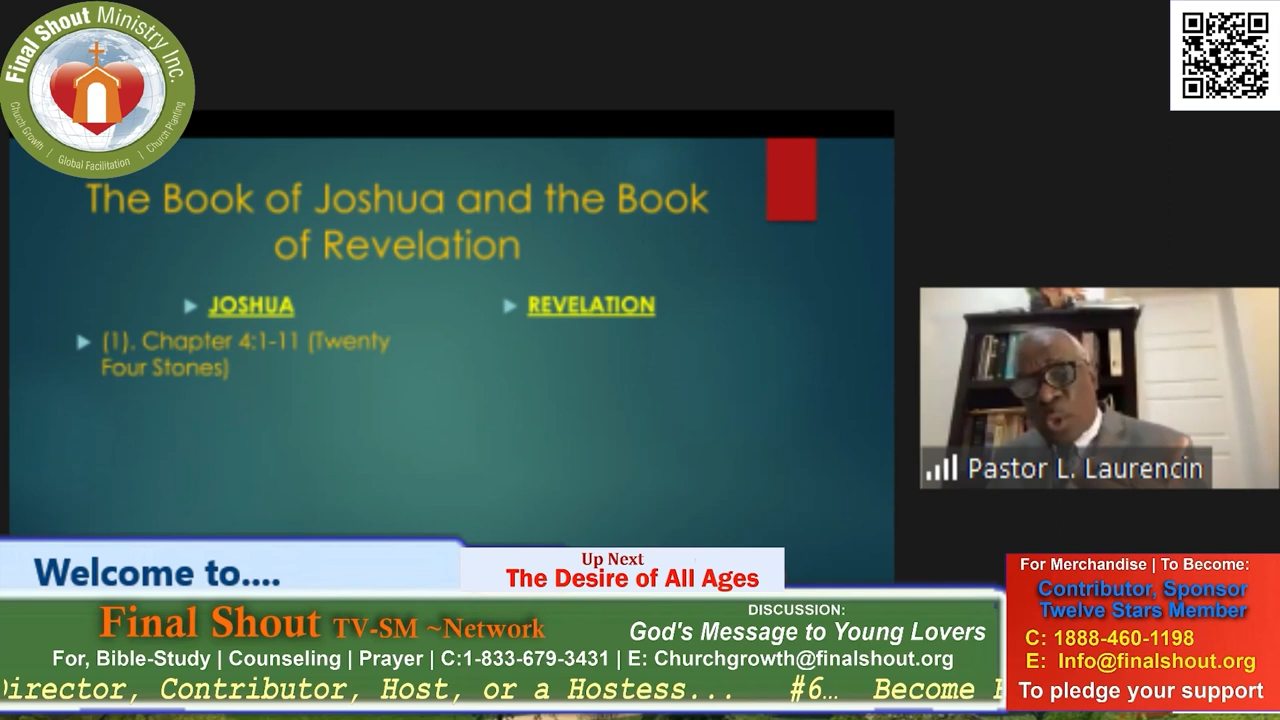 Final Shout Ministry Inc.
Church Growth | Global Facilitation | Church Planting
The Book of Joshua and the Book
of Revelation
JOSHUA
REVELATION
(1). Chapter 4:1-11 (Twenty
Four Stones)
Pastor L. Laurencin
Welcome to....
Up Next
The Desire of All Ages
Final Shout TV-SM ~Network
DISCUSSION:
God's Message to Young Lovers
For, Bible-Study | Counseling | Prayer | C:1-833-679-3431 | E: Churchgrowth@finalshout.org
Director, Contributor, Host, or a Hostess... #6... Become
For Merchandise | To Become:
Contributor, Sponsor
Twelve Stars Member
C: 1888-460-1198
E: Info@finalshout.org
To pledge your support